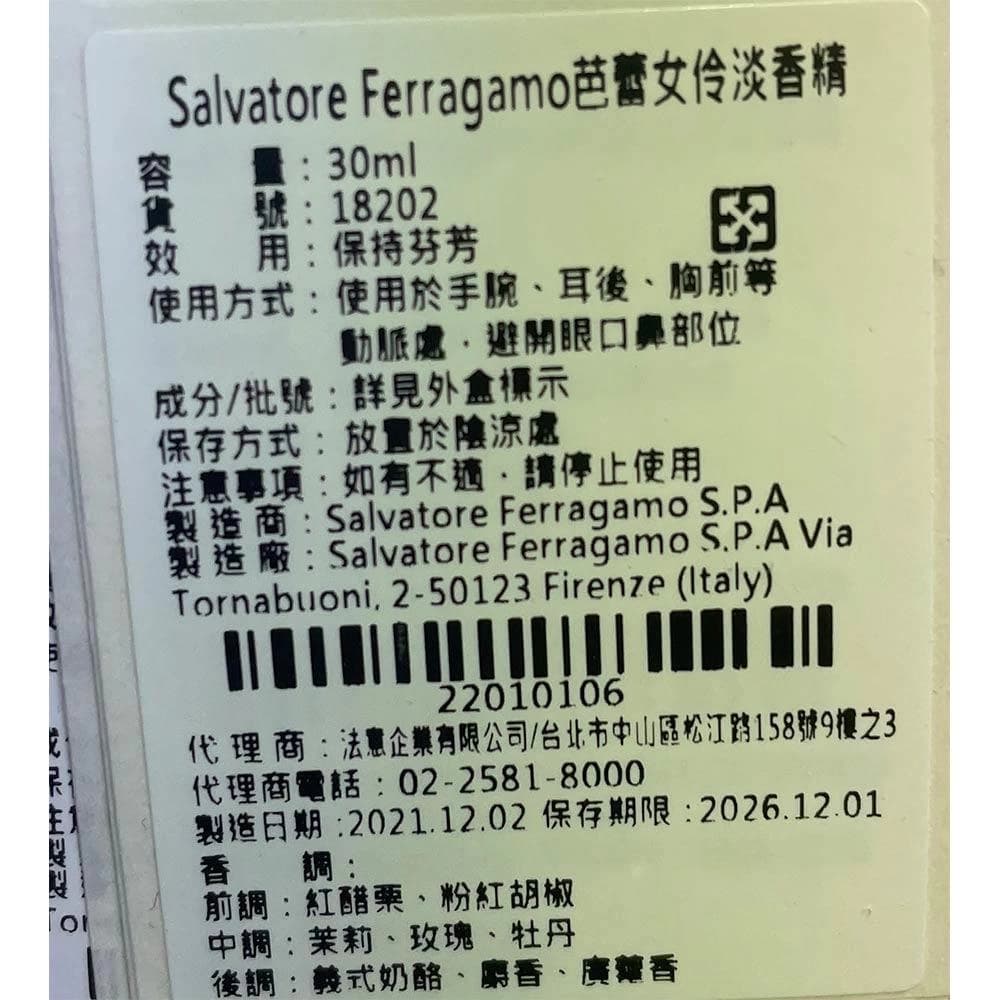 Salvatore Ferragamo芭蕾女伶淡香精
容量：30ml
貨號：18202
效用：保持芬芳
使用方式：使用於手腕、耳後、胸前等
動脈處．避開眼口鼻部位
成分/批號：詳見外盒標示
保存方式：放置於陰涼處
注意事項：如有不適．請停止使用
製造商：Salvatore Ferragamo S.P.A
製造廠：Salvatore Ferragamo S.P.A Via
Tornabuoni, 2-50123 Firenze (Italy)
22010106
代理商：法意企業有限公司/台北市中山區松江路158號9樓之3
代理商電話：02-2581-8000
製造日期:2021.12.02 保存期限:2026.12.01
香調：
前調：紅醋栗、粉紅胡椒
中調：茉莉、玫瑰、牡丹
後調：義式奶酪、麝香、廣藿香